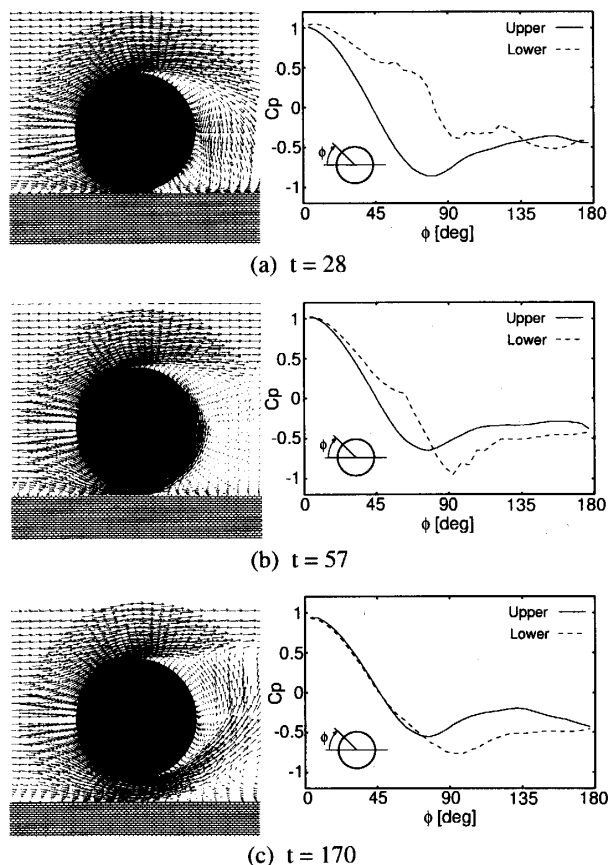 Upper
Lower
1
0.5
0
-0.5
-1
Cp
ϕ
0 45 90 135 180
ϕ [deg]
(a) t = 28
Upper
Lower
1
0.5
0
-0.5
-1
Cp
ϕ
0 45 90 135 180
ϕ [deg]
(b) t = 57
Upper
Lower
1
0.5
0
-0.5
-1
Cp
ϕ
0 45 90 135 180
ϕ [deg]
(c) t = 170